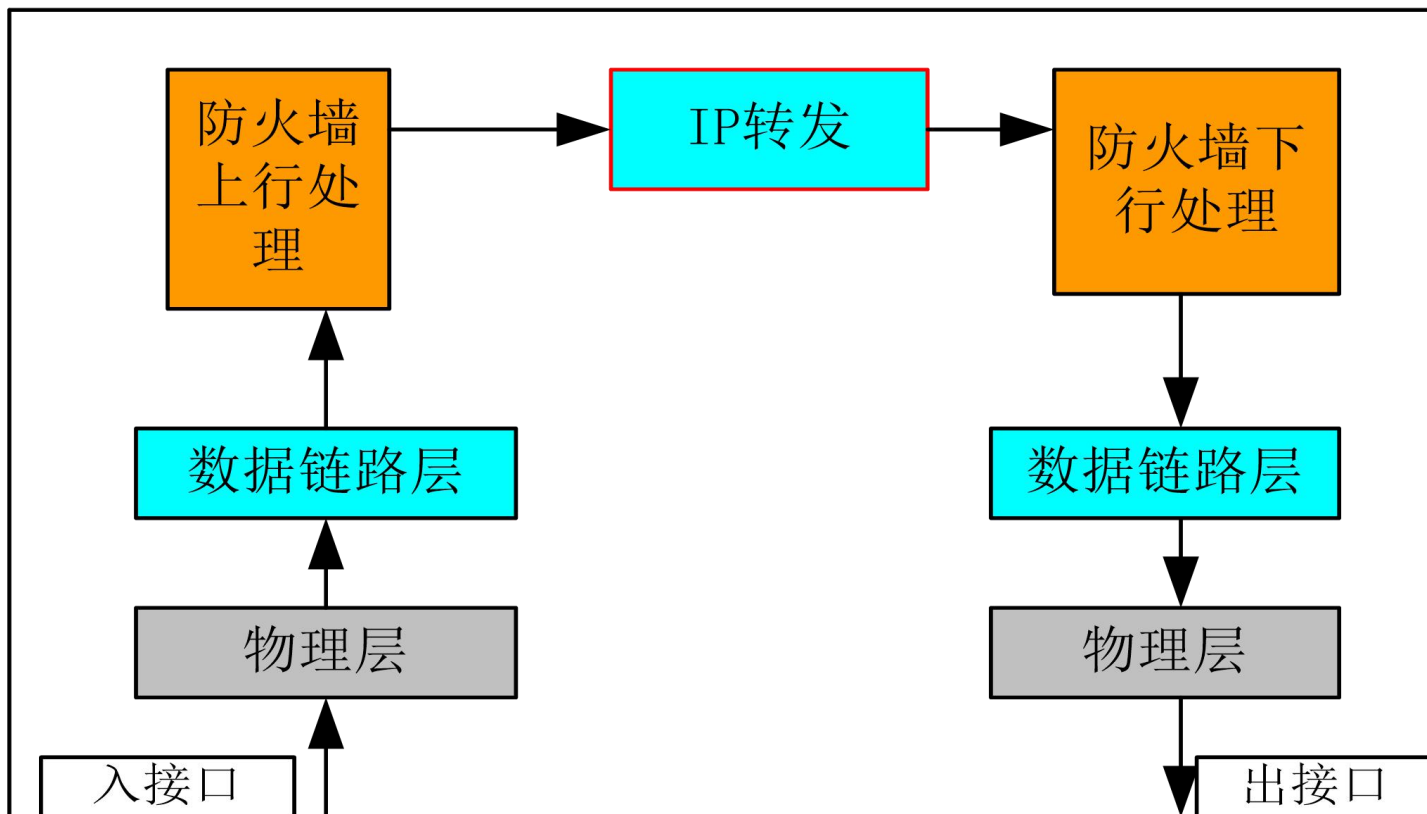 防火墙
上行处
理
IP转发
防火墙下
行处理
数据链路层
数据链路层
物理层
物理层
入接口
出接口